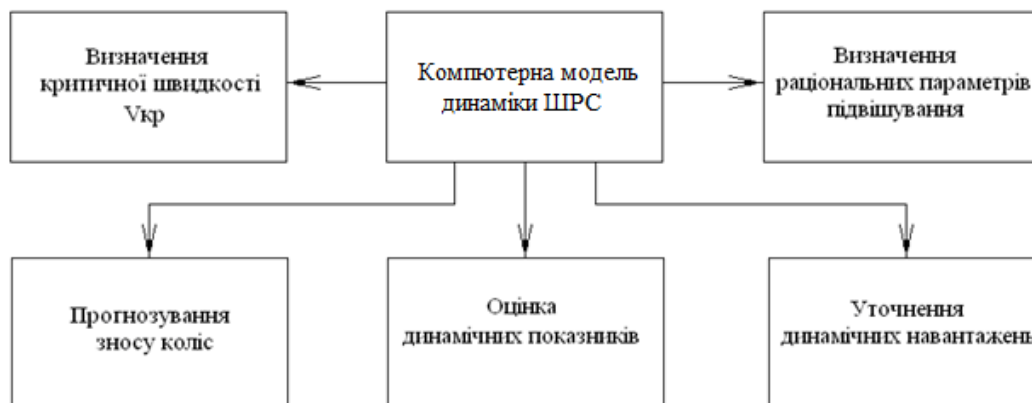 Визначення
критичної швидкості
Vкр
Компютерна модель
динаміки ШРС
Визначення
раціональних параметрів
підвішування
Прогнозування
зносу коліс
Оцінка
динамічних показників
Уточнення
динамічних навантажень